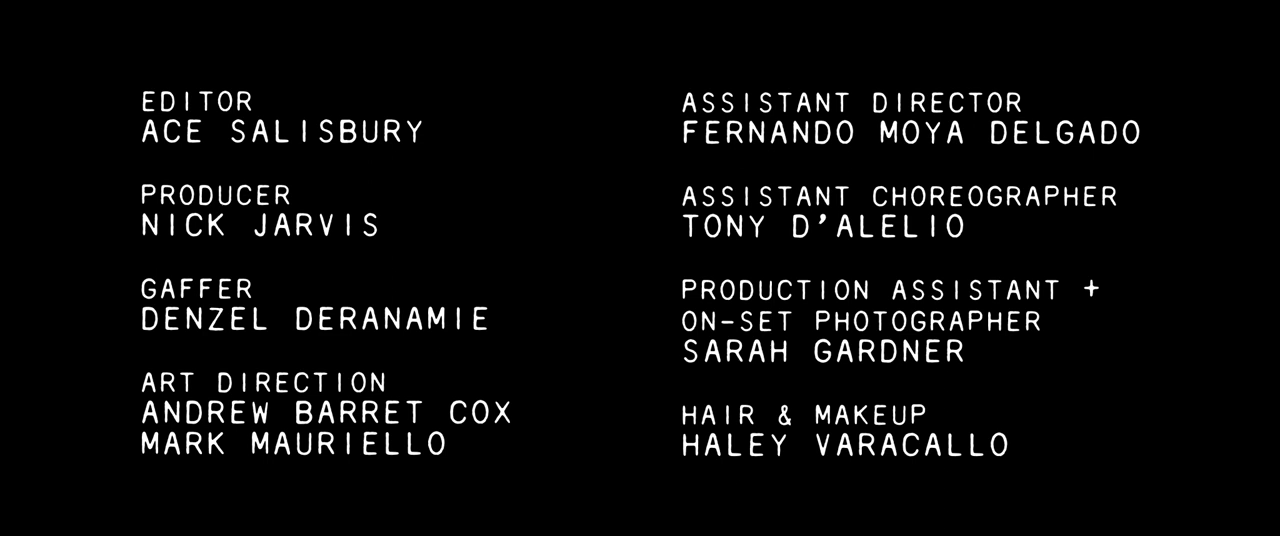 EDITOR
ACE SALISBURY
PRODUCER
NICK JARVIS
GAFFER
DENZEL DERANAMIE
ART DIRECTION
ANDREW BARRET COX
MARK MAURIELLO
ASSISTANT DIRECTOR
FERNANDO MOYA DELGADO
ASSISTANT CHOREOGRAPHER
TONY D'ALELIO
PRODUCTION ASSISTANT +
ON-SET PHOTOGRAPHER
SARAH GARDNER
HAIR & MAKEUP
HALEY VARACALLO